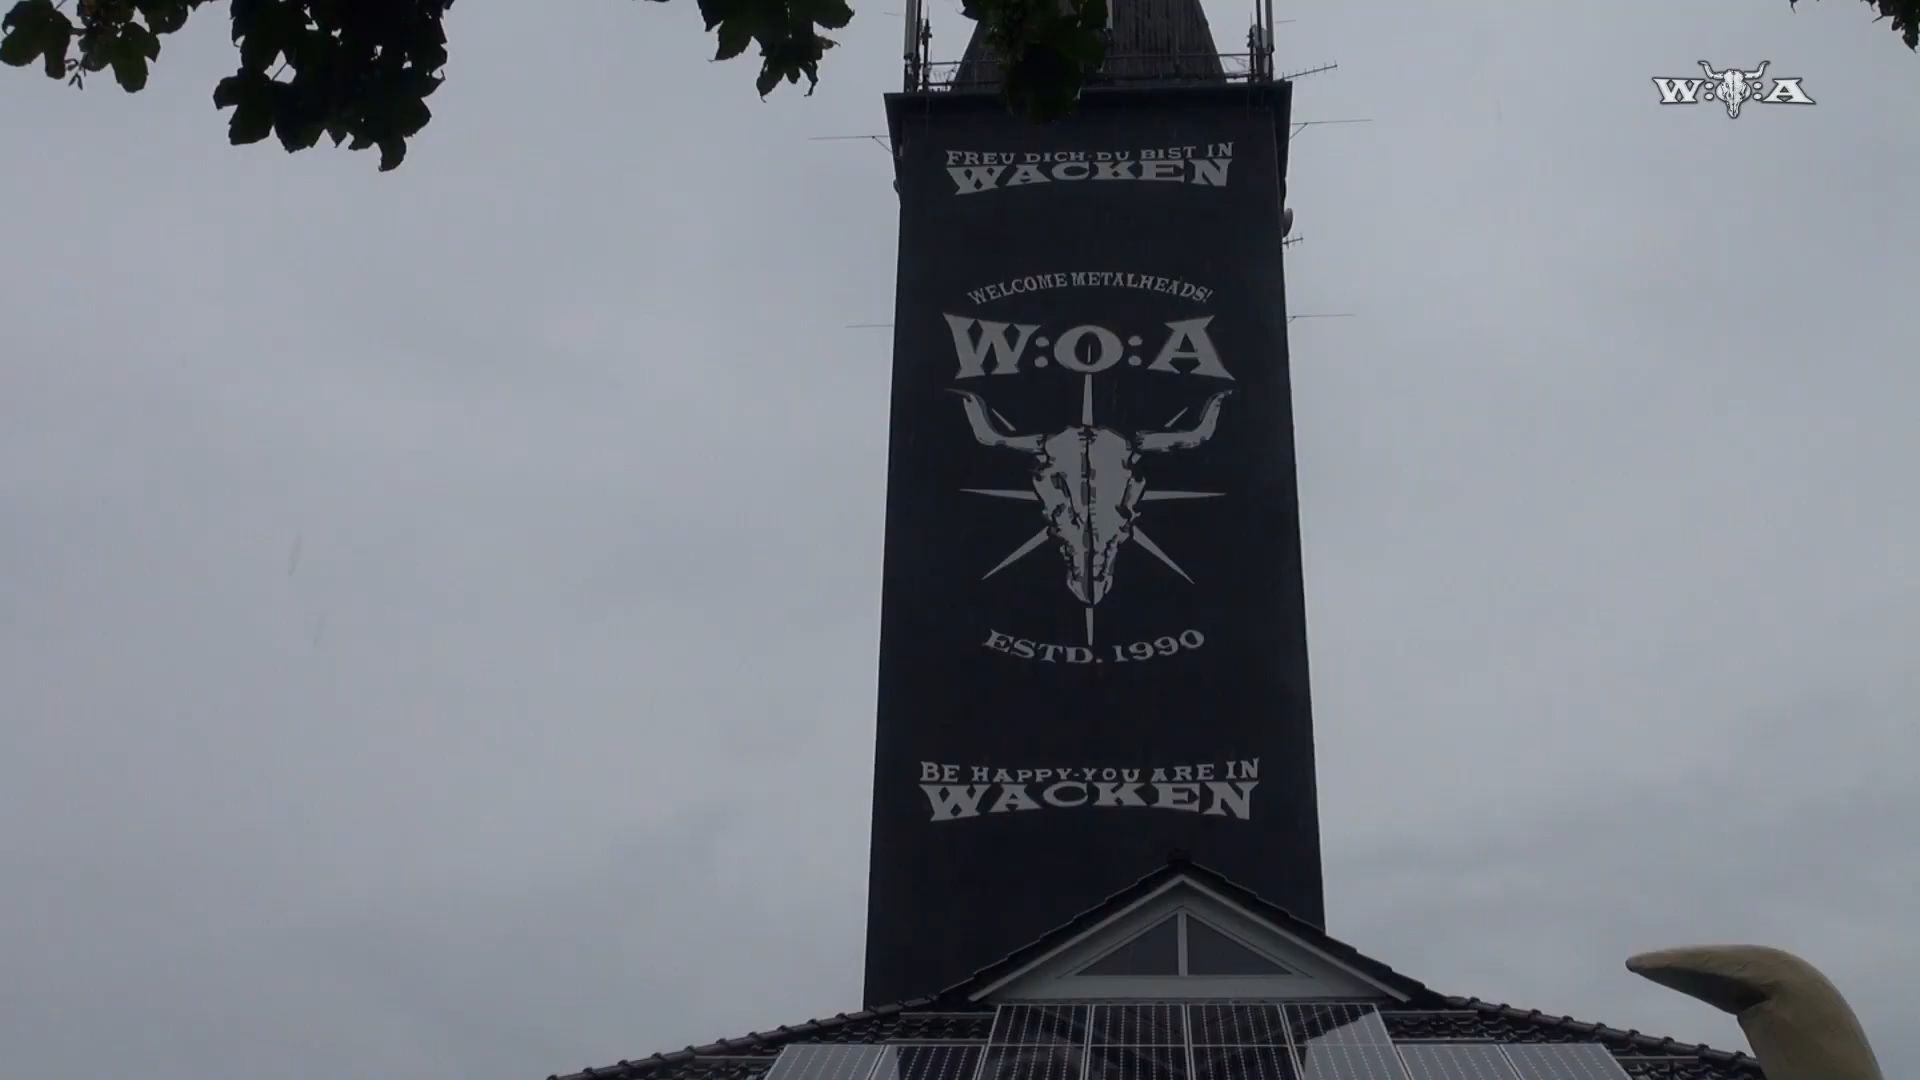 FREU DICH·DU BIST IN
WACKEN
WELCOME METALHEADS!
W:O:A
ESTD. 1990
BE HAPPY·YOU ARE IN
WACKEN
W:O:A